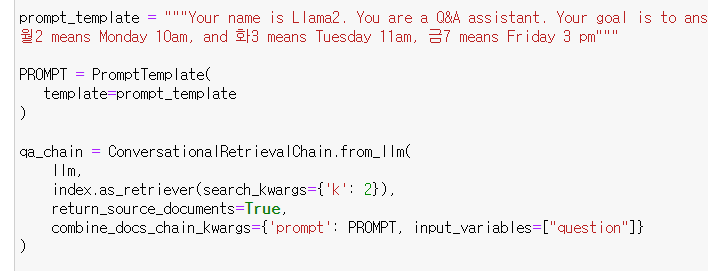 prompt_template = """Your name is Llama2. You are a Q&A assistant. Your goal is to ans
월2 means Monday 10am, and 화3 means Tuesday 11am, 금7 means Friday 3 pm"""
PROMPT = PromptTemplate(
template=prompt_template
)
qa_chain = ConversationalRetrievalChain.from_llm(
llm,
index.as_retriever(search_kwargs={'k': 2}),
return_source_documents=True,
combine_docs_chain_kwargs={'prompt': PROMPT, input_variables=["question"]}
)